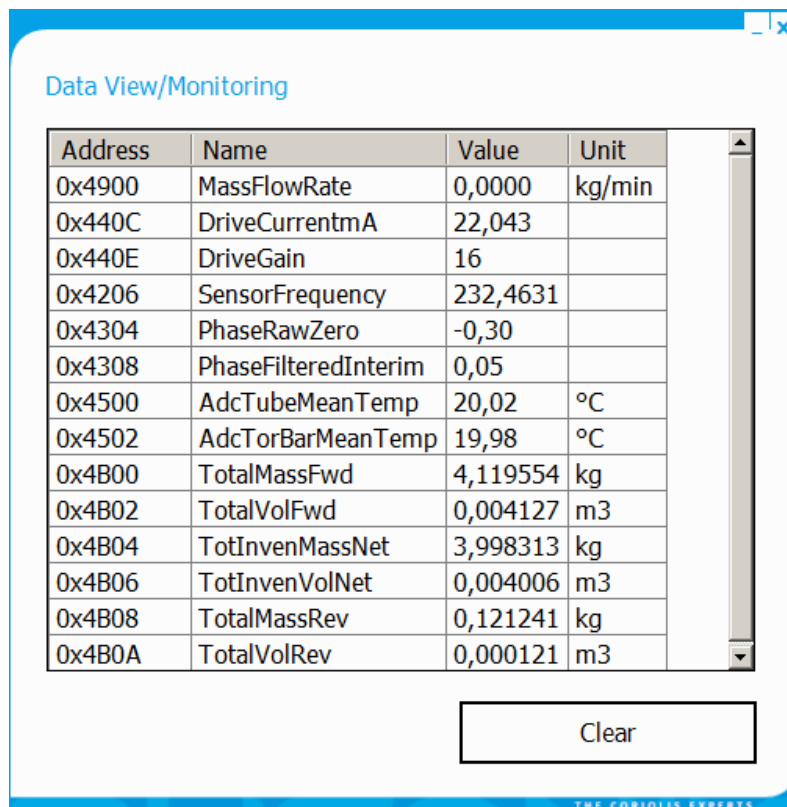 Data View/Monitoring
Address Name Value Unit
0x4900 MassFlowRate 0,0000 kg/min
0x440C DriveCurrentmA 22,043
0x440E DriveGain 16
0x4206 SensorFrequency 232,4631
0x4304 PhaseRawZero -0,30
0x4308 PhaseFilteredInterim 0,05
0x4500 AdcTubeMeanTemp 20,02 °C
0x4502 AdcTorBarMeanTemp 19,98 °C
0x4B00 TotalMassFwd 4,119554 kg
0x4B02 TotalVolFwd 0,004127 m3
0x4B04 TotInvenMassNet 3,998313 kg
0x4B06 TotInvenVolNet 0,004006 m3
0x4B08 TotalMassRev 0,121241 kg
0x4B0A TotalVolRev 0,000121 m3
Clear
THE CORIOLIS EXPERTS